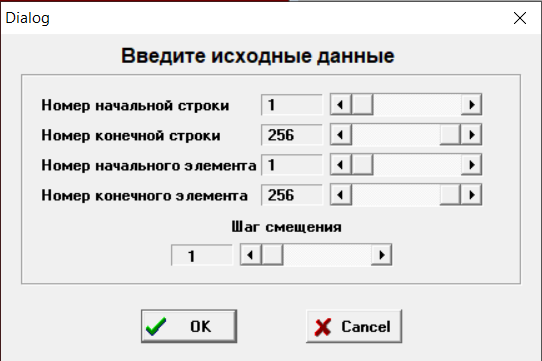 Dialog
Введите исходные данные
Номер начальной строки 1
Номер конечной строки 256
Номер начального элемента 1
Номер конечного элемента 256
Шаг смещения
1
OK Cancel